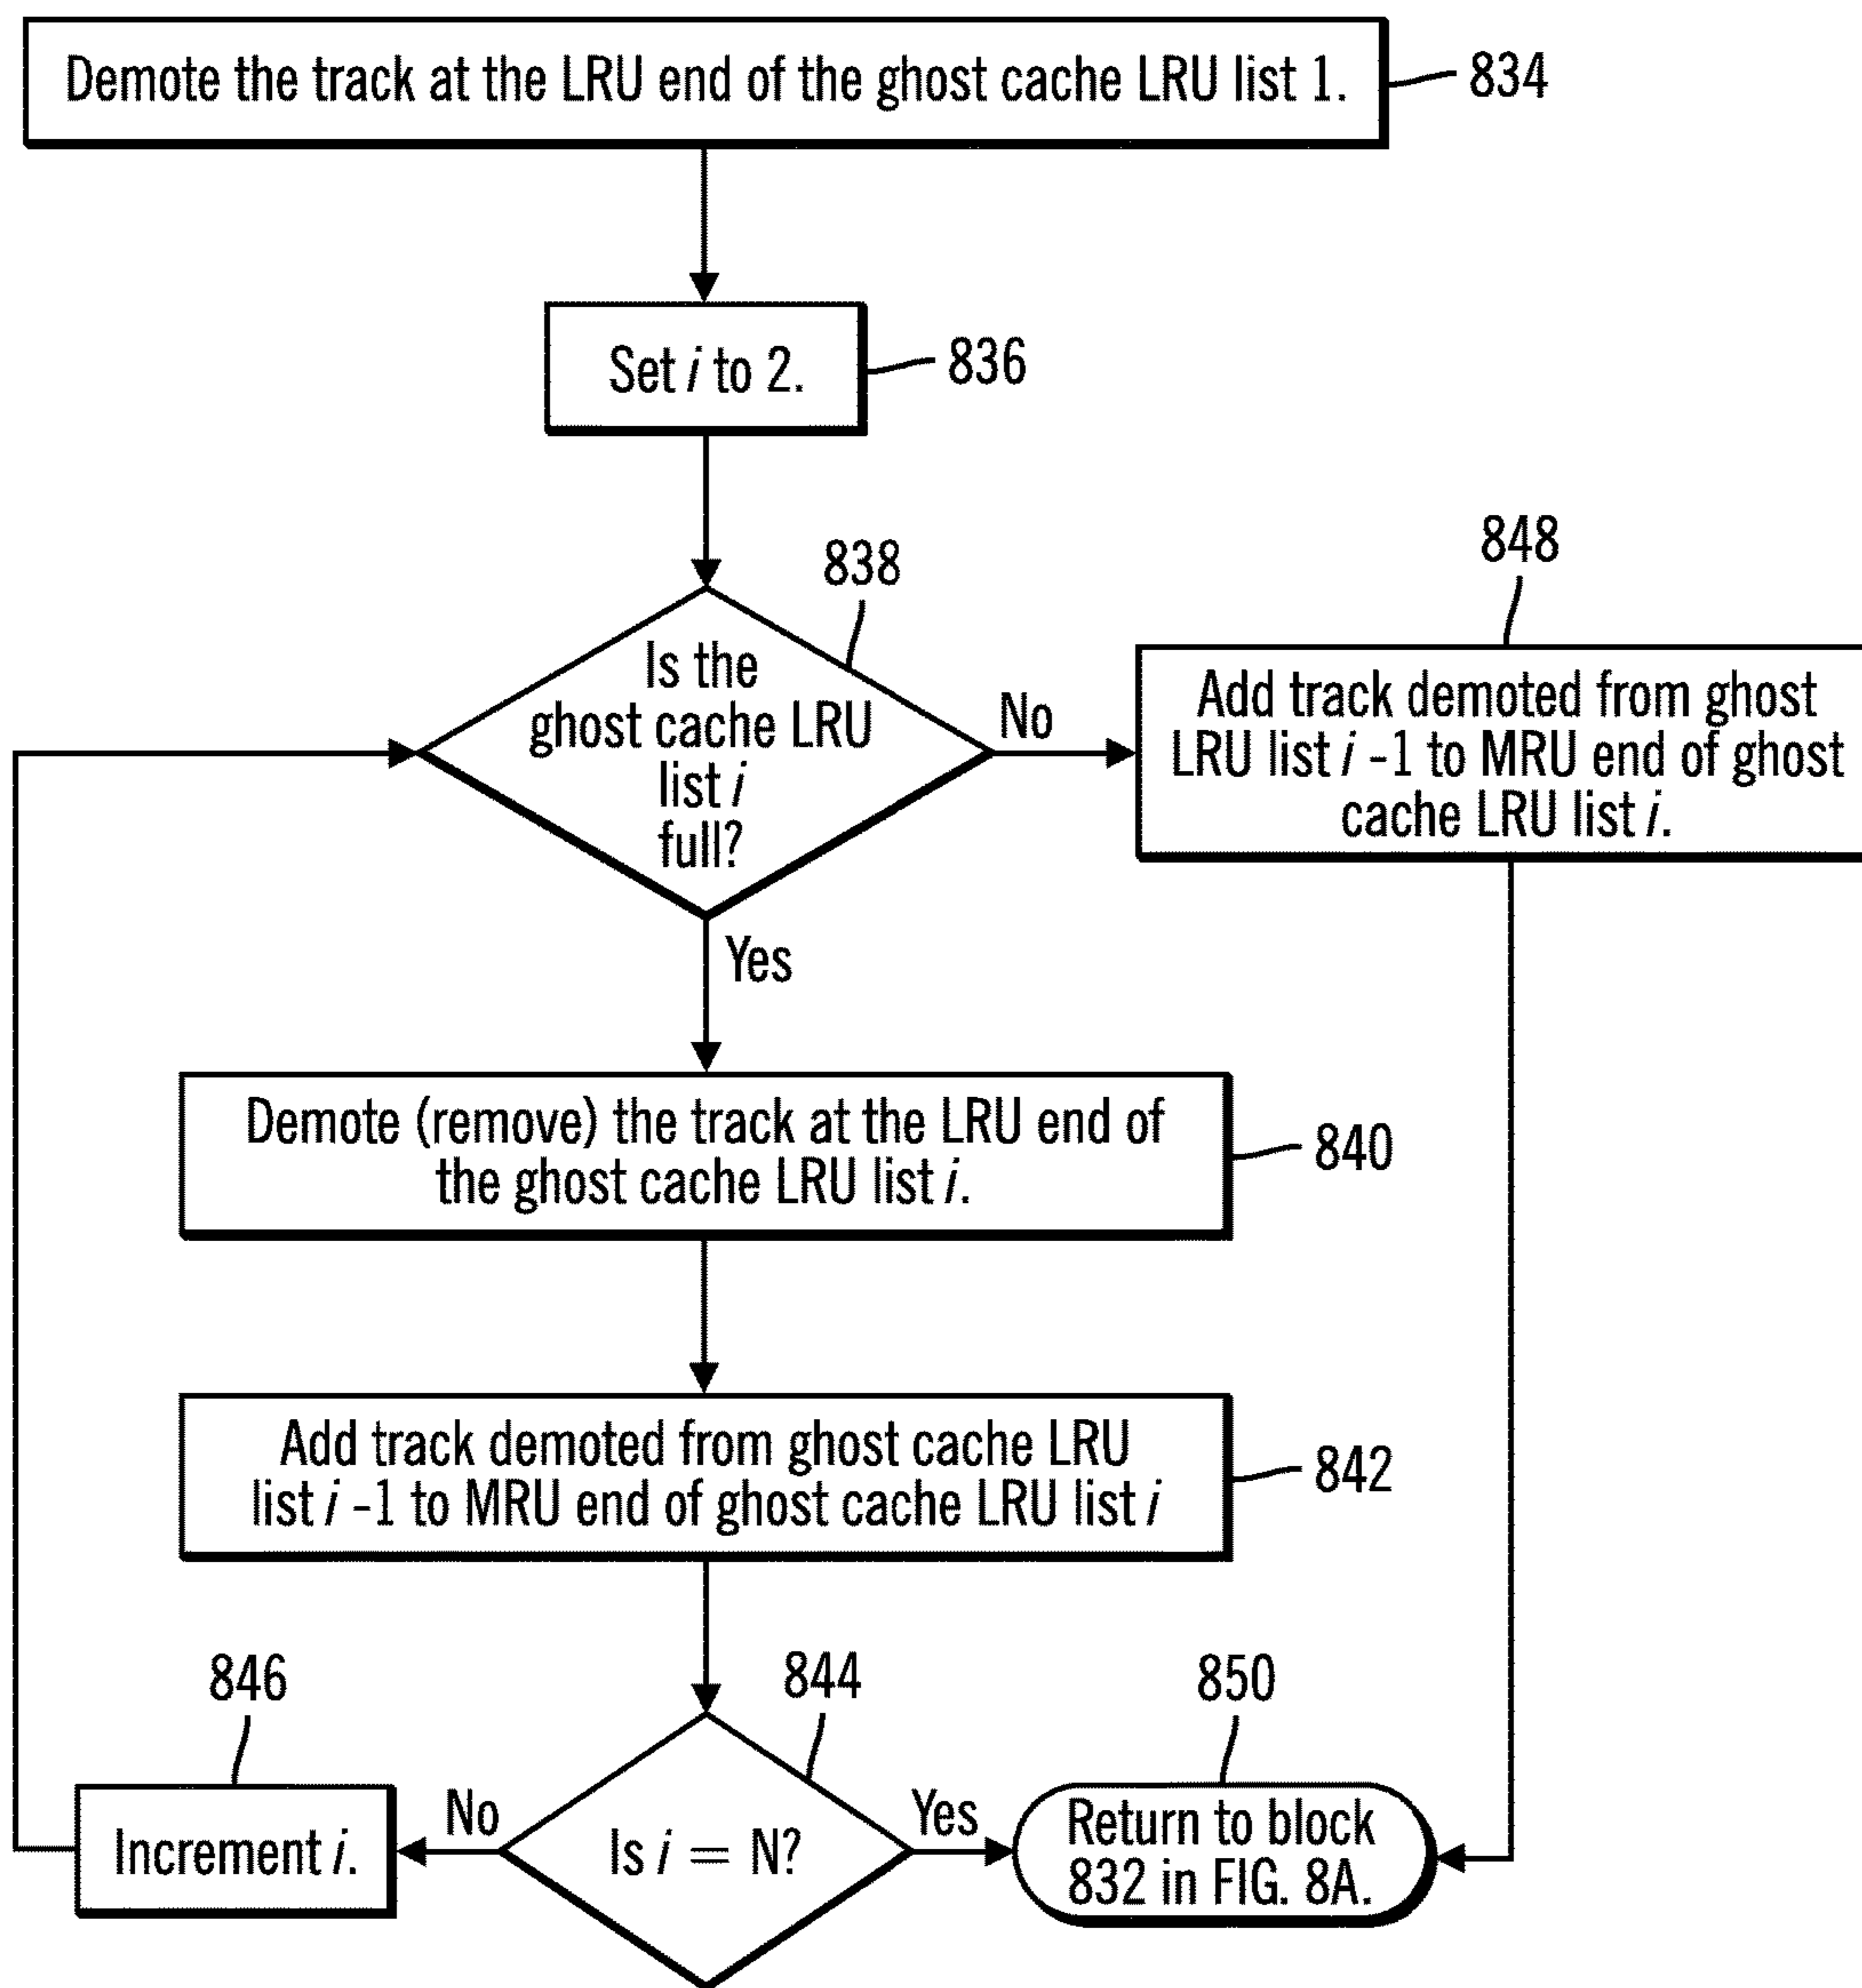 Demote the track at the LRU end of the ghost cache LRU list 1.
834
Set i to 2.
836
838
Is the
ghost cache LRU
list i
full?
No
Yes
848
Add track demoted from ghost
LRU list i -1 to MRU end of ghost
cache LRU list i.
Demote (remove) the track at the LRU end of
the ghost cache LRU list i.
840
Add track demoted from ghost cache LRU
list i -1 to MRU end of ghost cache LRU list i
842
846
Increment i.
No
844
Is i = N?
Yes
850
Return to block
832 in FIG. 8A.